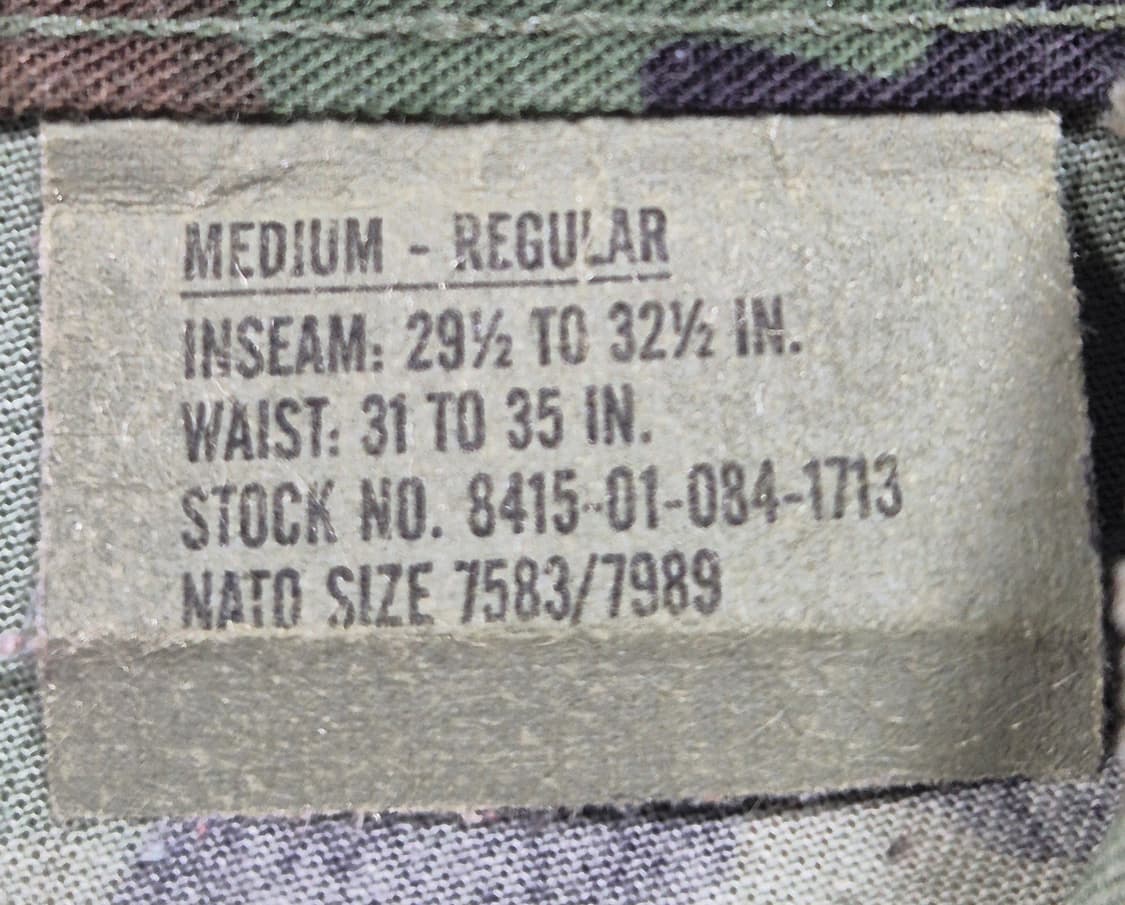 MEDIUM - REGULAR
INSEAM: 29½ TO 32½ IN.
WAIST: 31 TO 35 IN.
STOCK NO. 8415-01-084-1713
NATO SIZE 7583/7989